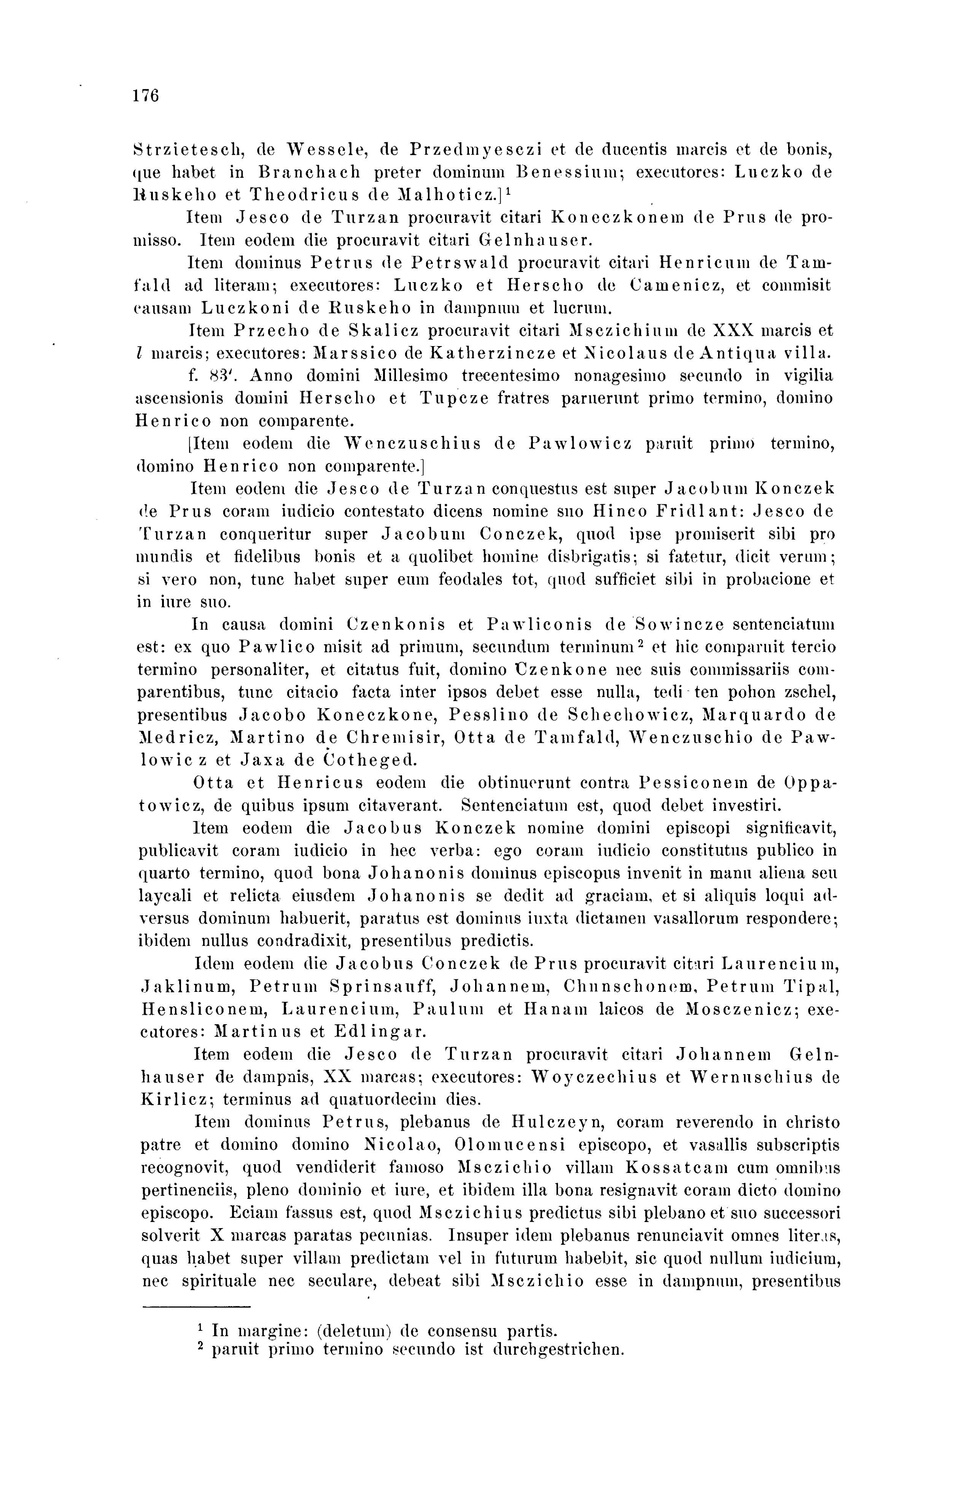 176
Strzietesch, de Wessele, de Przedmyesczi et de ducentis marcis et de bonis,
que habet in Branchach preter dominum Benessium; executores: Luczko de
Ruskeho et Theodricus de Malhoticz.]¹
Item Jesco de Turzan procuravit citari Koneczkonem de Prus de pro-
misso. Item eodem die procuravit citari Gelnhauser.
Item dominus Petrus de Petrswald procuravit citari Henricum de Tam-
fald ad literam; executores: Luczko et Herscho de Camenicz, et commisit
causam Luczkoni de Ruskeho in dampnum et lucrum.
Item Przecho de Skalicz procuravit citari Msczichium de XXX marcis et
l marcis; executores: Marssico de Katherzincze et Nicolaus de Antiqua villa.
f. 83′. Anno domini Millesimo trecentesimo nonagesimo secundo in vigilia
ascensionis domini Herscho et Tupcze fratres paruerunt primo termino, domino
Henrico non comparente.
[Item eodem die Wenczuschius de Pawlowicz paruit primo termino,
domino Henrico non comparente.]
Item eodem die Jesco de Turzan conquestus est super Jacobum Konczek
de Prus coram iudicio contestato dicens nomine suo Hinco Fridlant: Jesco de
Turzan conqueritur super Jacobum Conczek, quod ipse promiserit sibi pro
mundis et fidelibus bonis et a quolibet homine disbrigatis; si fatetur, dicit verum;
si vero non, tunc habet super eum feodales tot, quod sufficiet sibi in probacione et
in iure suo.
In causa domini Czenkonis et Pawliconis de Sowincze sentenciatum
est: ex quo Pawlico misit ad primum, secundum terminum² et hic comparuit tercio
termino personaliter, et citatus fuit, domino Czenkone nec suis commissariis com-
parentibus, tunc citacio facta inter ipsos debet esse nulla, tedi ten pohon zschel,
presentibus Jacobo Koneczkone, Pesslino de Schechowicz, Marquardo de
Medricz, Martino de Chremisir, Otta de Tamfald, Wenczuschio de Paw-
lowicz et Jaxa de Cotheged.
Otta et Henricus eodem die obtinuerunt contra Pessiconem de Oppa-
towicz, de quibus ipsum citaverant. Sentenciatum est, quod debet investiri.
Item eodem die Jacobus Konczek nomine domini episcopi significavit,
publicavit coram iudicio in hec verba: ego coram iudicio constitutus publico in
quarto termino, quod bona Johanonis dominus episcopus invenit in manu aliena seu
laycali et relicta eiusdem Johanonis se dedit ad graciam, et si aliquis loqui ad-
versus dominum habuerit, paratus est dominus iuxta dictamen vasallorum respondere;
ibidem nullus condradixit, presentibus predictis.
Idem eodem die Jacobus Conczek de Prus procuravit citari Laurencium,
Jaklinum, Petrum Sprinsauff, Johannem, Chunschonem, Petrum Tipal,
Hensliconem, Laurencium, Paulum et Hanam laicos de Mosczenicz; exe-
cutores: Martinus et Edlingar.
Item eodem die Jesco de Turzan procuravit citari Johannem Geln-
hauser de dampnis, XX marcas; executores: Woyczechius et Wernuschius de
Kirlicz; terminus ad quatuordecim dies.
Item dominus Petrus, plebanus de Hulczeyn, coram reverendo in christo
patre et domino domino Nicolao, Olomucensi episcopo, et vasallis subscriptis
recognovit, quod vendiderit famoso Msczichio villam Kossatcam cum omnibus
pertinenciis, pleno dominio et iure, et ibidem illa bona resignavit coram dicto domino
episcopo. Eciam fassus est, quod Msczichius predictus sibi plebano et suo successori
solverit X marcas paratas pecunias. Insuper idem plebanus renunciavit omnes literas,
quas habet super villam predictam vel in futurum habebit, sic quod nullum iudicium,
nec spirituale nec seculare, debeat sibi Msczichio esse in dampnum, presentibus
¹ In margine: (deletum) de consensu partis.
² paruit primo termino secundo ist durchgestrichen.